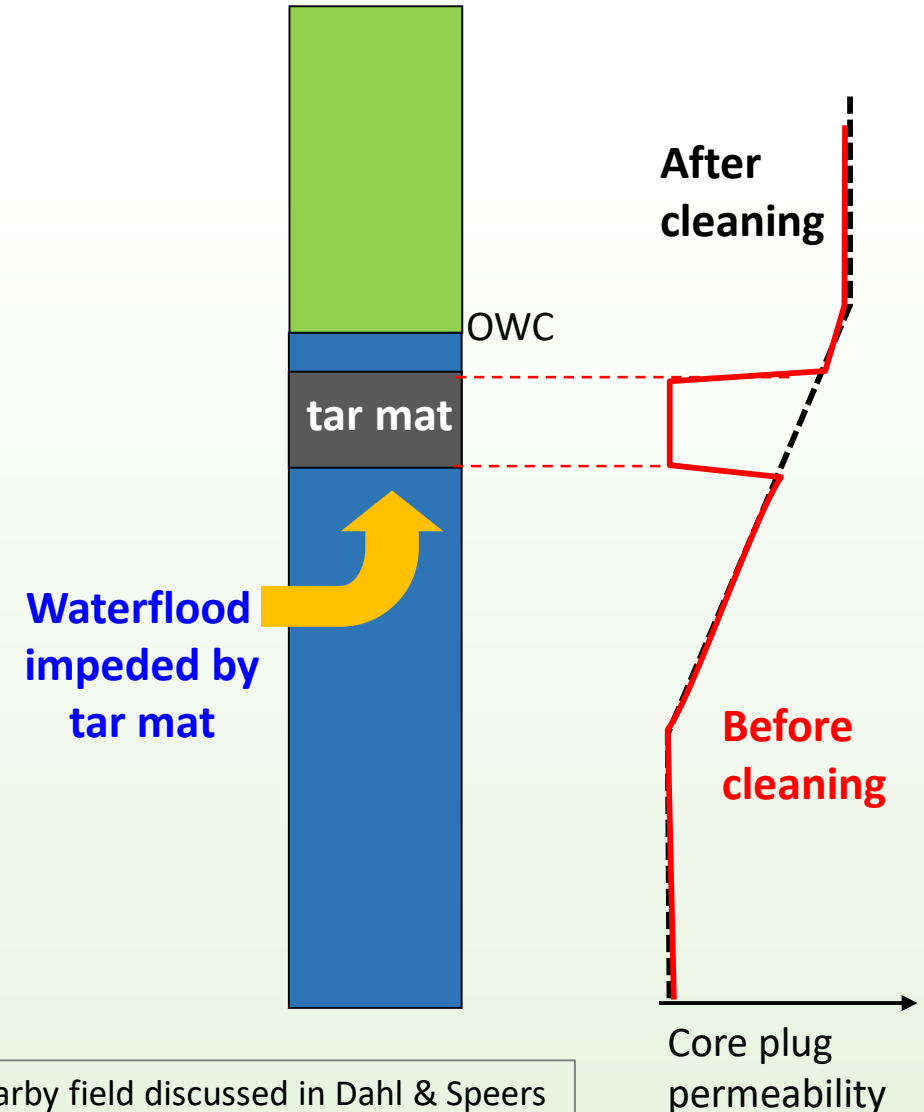 After
cleaning
OWC
tar mat
Waterflood
impeded by
tar mat
Before
cleaning
Core plug
permeability
field discussed in Dahl & Speers